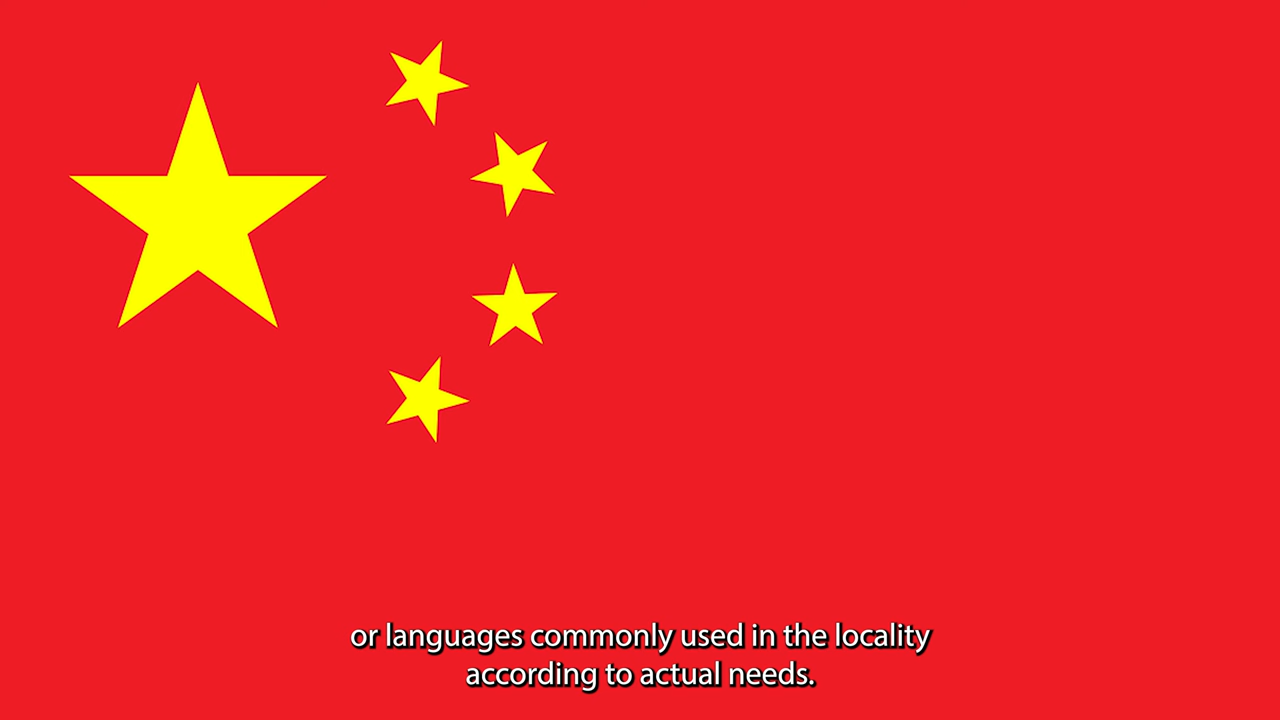 or languages commonly used in the locality
according to actual needs.